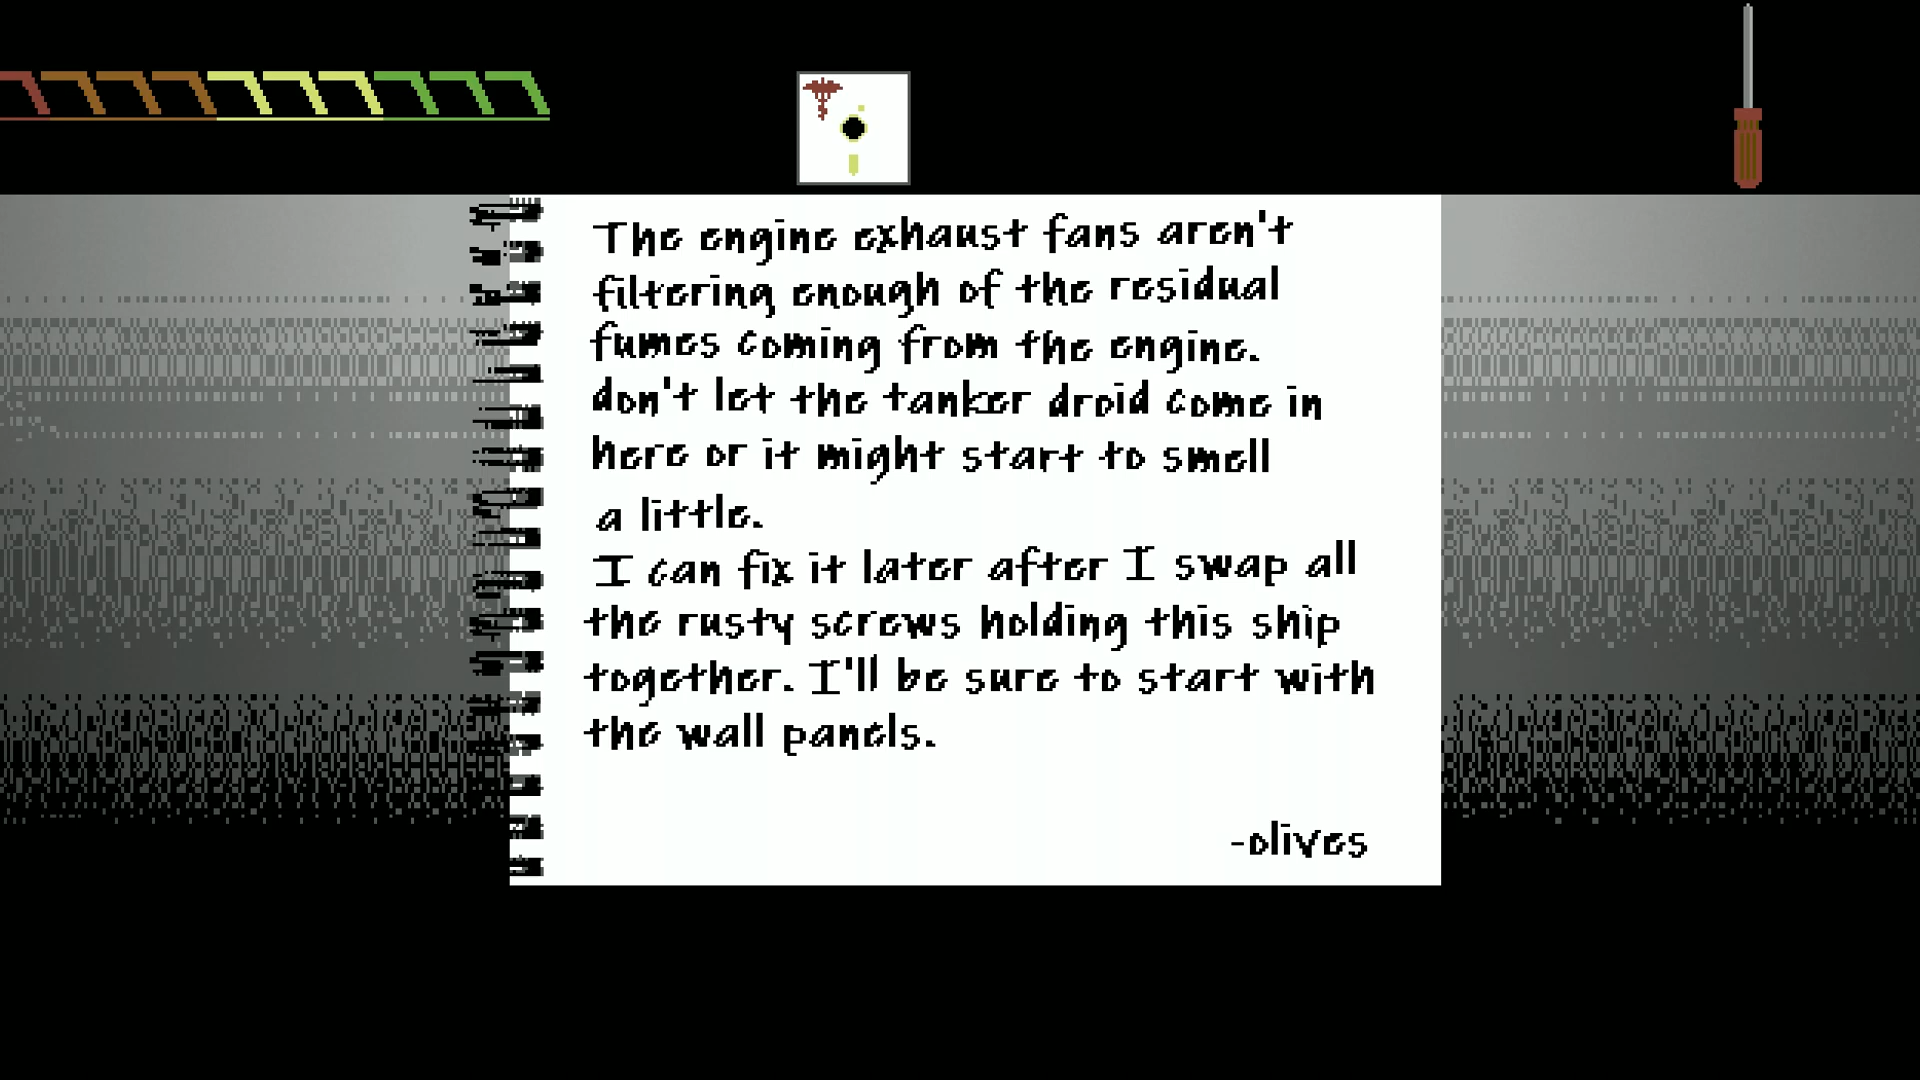 The engine exhaust fans aren't
filtering enough of the residual
fumes coming from the engine.
don't let the tanker droid come in
here or it might start to smell
a little.
I can fix it later after I swap all
the rusty screws holding this ship
together. I'll be sure to start with
the wall panels.
-olives